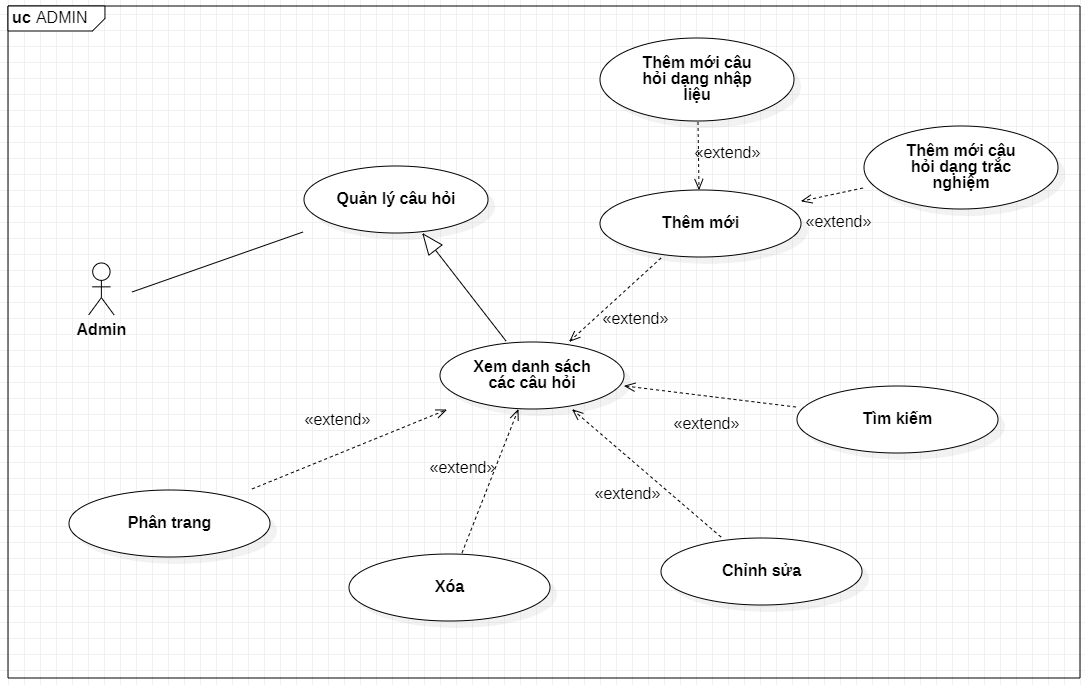 uc ADMIN
Thêm mới câu
hỏi dạng nhập
liệu
«extend»
Thêm mới câu
hỏi dạng trắc
nghiệm
Quản lý câu hỏi
Thêm mới
«extend»
Admin
«extend»
Xem danh sách
các câu hỏi
«extend»
«extend»
Tìm kiếm
«extend»
«extend»
Phân trang
Xóa
Chỉnh sửa